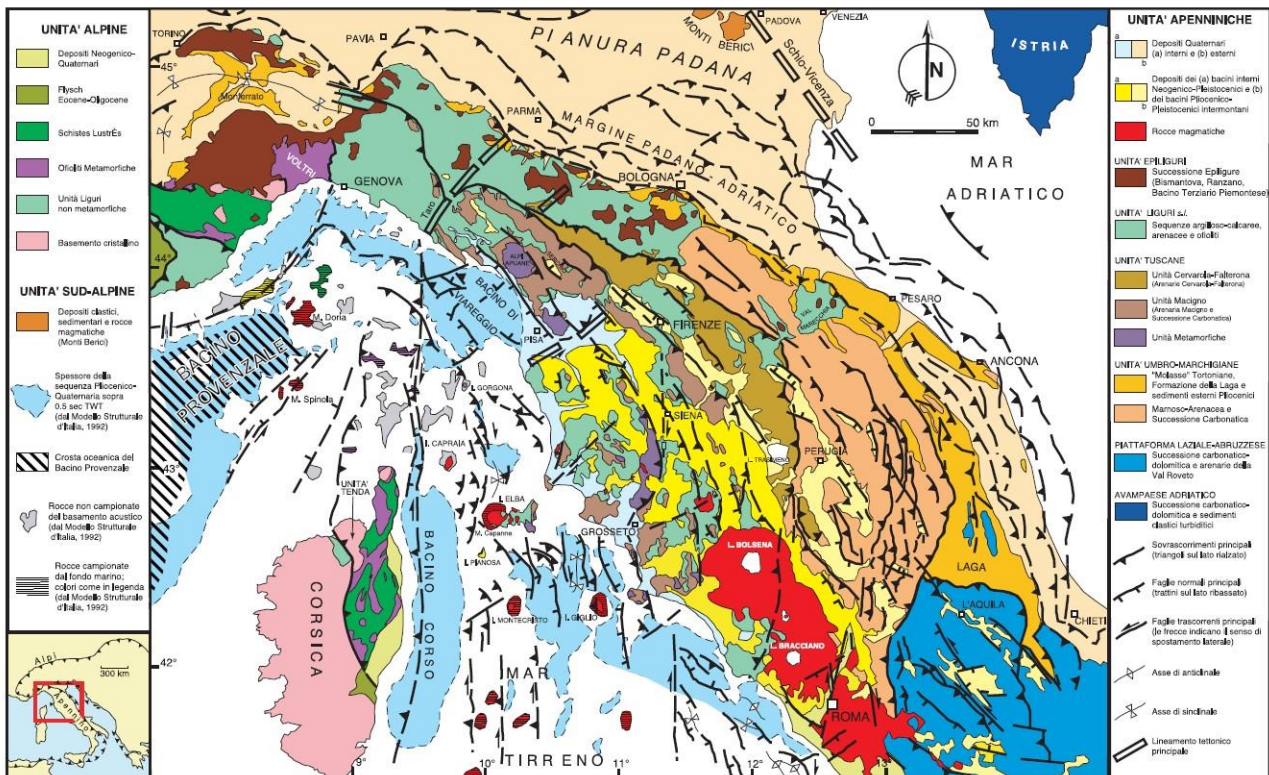 UNITA' ALPINE
Depositi Neogenico-
Quaternari
Flysch
Eocene-Oligocene
Schistes LustrÉs
Ofioliti Metamorfiche
Unità Liguri
non metamorfiche
Basemento cristallino
UNITA' SUD-ALPINE
Depositi clastici,
sedimentari e rocce
magmatiche
(Monti Berici)
Spessore della
sequenza Pliocenico-
Quaternaria sopra
0.5 sec TWT
(dal Modello Strutturale
d'Italia, 1992)
Crosta oceanica del
Bacino Provenzale
Rocce non campionate
del basamento acustico
(dal Modello Strutturale
d'Italia, 1992)
Rocce campionate
dal fondo marino;
colori come in legenda
(dal Modello Strutturale
d'Italia, 1992)
Alpi
300 km
Appennini
TORINO
PAVIA
PADOVA
VENEZIA
MONTI BERICI
Schio-Vicenza
PIANURA PADANA
ISTRIA
N
0
50 km
45°
Monferrato
PARMA
MARGINE PADANO-ADRIATICO
MAR
ADRIATICO
VOLTRI
GENOVA
BOLOGNA
Taro
44°
ALPI
APUANE
BACINO DI
VIAREGGIO
PESARO
VAL
MARECCHIA
M. Doria
FIRENZE
PISA
ANCONA
BACINO
PROVENZALE
I. GORGONA
M. Spinola
SIENA
I. CAPRAIA
L. TRASIMENO
PERUGIA
43°
UNITA'
TENDA
I. ELBA
M. Capanne
GROSSETO
L. BOLSENA
I. PIANOSA
LAGA
CORSICA
BACINO CORSO
L'AQUILA
I. MONTECRISTO
I. GIGLIO
CHIETI
L. BRACCIANO
42°
MAR
ROMA
TIRRENO
9°
10°
11°
12°
13°
UNITA' APENNINICHE
a
b
Depositi Quaternari
(a) interni e (b) esterni
a
b
Depositi dei (a) bacini interni
Neogenico-Pleistocenici e (b)
dei bacini Pliocenico-
Pleistocenici intermontani
Rocce magmatiche
UNITA' EPILIGURI
Successione Epiligure
(Bismantova, Ranzano,
Bacino Terziario Piemontese)
UNITA' LIGURI s.l.
Sequenze argilloso-calcaree,
arenacee e ofioliti
UNITA' TUSCANE
Unità Cervarola-Falterona
(Arenarie Cervarola-Falterona)
Unità Macigno
(Arenaria Macigno e
Successione Carbonatica)
Unità Metamorfiche
UNITA' UMBRO-MARCHIGIANE
"Molasse" Tortoniane,
Formazione della Laga e
sedimenti esterni Pliocenici
Marnoso-Arenacea e
Successione Carbonatica
PIATTAFORMA LAZIALE-ABRUZZESE
Successione carbonatico-
dolomitica e arenarie della
Val Roveto
AVAMPAESE ADRIATICO
Successione carbonatico-
dolomitica e sedimenti
clastici turbiditici
Sovrascorrimenti principali
(triangoli sul lato rialzato)
Faglie normali principali
(trattini sul lato ribassato)
Faglie trascorrenti principali
(le frecce indicano il senso di
spostamento laterale)
Asse di anticlinale
Asse di sinclinale
Lineamento tettonico
principale